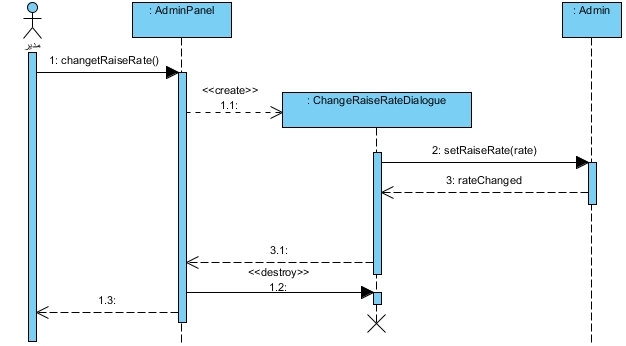 : AdminPanel
: Admin
مدیر
1: changetRaiseRate()
<<create>>
1.1:
: ChangeRaiseRateDialogue
2: setRaiseRate(rate)
3: rateChanged
3.1:
<<destroy>>
1.2:
1.3: